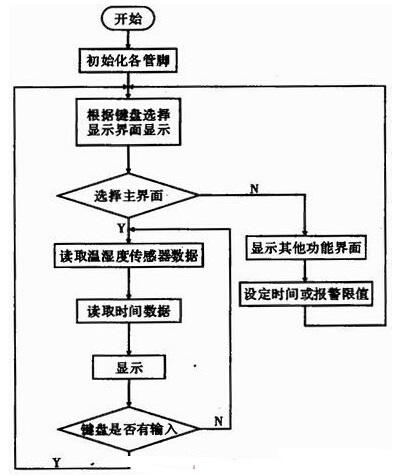 开始
初始化各管脚
根据键盘选择
显示界面显示
选择主界面
N
Y
读取温湿度传感器数据
显示其他功能界面
读取时间数据
设定时间或报警限值
显示
键盘是否有输入
N
Y